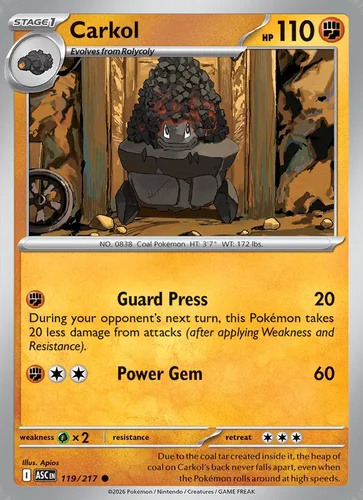 STAGE1 Carkol HP 110
Evolves from Rolycoly
NO. 0838 Coal Pokémon HT: 3'7" WT: 172 lbs.
Guard Press 20
During your opponent's next turn, this Pokémon takes
20 less damage from attacks (after applying Weakness and
Resistance).
Power Gem 60
weakness ×2 resistance retreat
Illus. Apios
I ASC EN 119/217
Due to the coal tar created inside it, the heap of
coal on Carkol's back never falls apart, even when
the Pokémon rolls around at high speeds.
©2026 Pokémon / Nintendo / Creatures / GAME FREAK